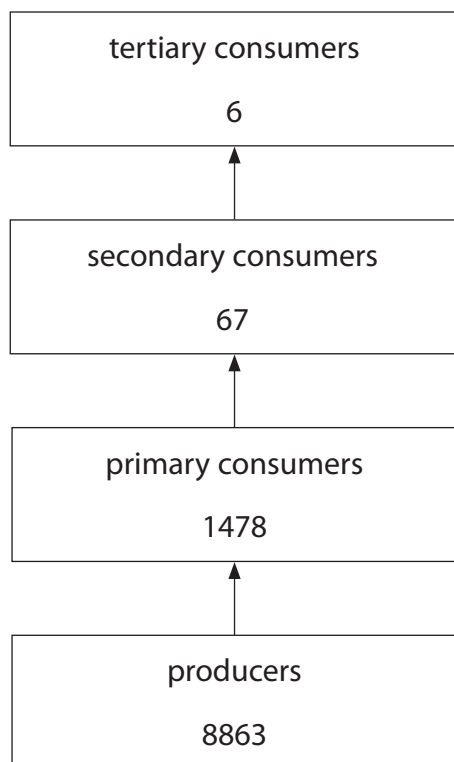 tertiary consumers
6
secondary consumers
67
primary consumers
1478
producers
8863